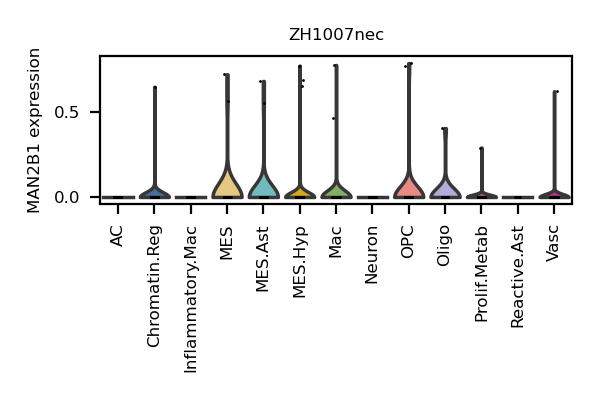 ZH1007nec
MAN2B1 expression
0.5
0.0
AC
Chromatin.Reg
Inflammatory.Mac
MES
MES.Ast
MES.Hyp
Mac
Neuron
OPC
Oligo
Prolif.Metab
Reactive.Ast
Vasc